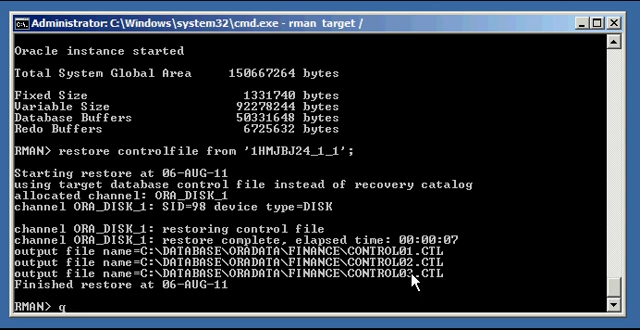 Administrator: C:\Windows\system32\cmd.exe - rman target /
Oracle instance started
Total System Global Area 150667264 bytes
Fixed Size 1331740 bytes
Variable Size 92278244 bytes
Database Buffers 50331648 bytes
Redo Buffers 6725632 bytes
RMAN> restore controlfile from '1HMJBJ24_1_1';
Starting restore at 06-AUG-11
using target database control file instead of recovery catalog
allocated channel: ORA_DISK_1
channel ORA_DISK_1: SID=98 device type=DISK
channel ORA_DISK_1: restoring control file
channel ORA_DISK_1: restore complete, elapsed time: 00:00:07
output file name=C:\DATABASE\ORADATA\FINANCE\CONTROL01.CTL
output file name=C:\DATABASE\ORADATA\FINANCE\CONTROL02.CTL
output file name=C:\DATABASE\ORADATA\FINANCE\CONTROL03.CTL
Finished restore at 06-AUG-11
RMAN> q